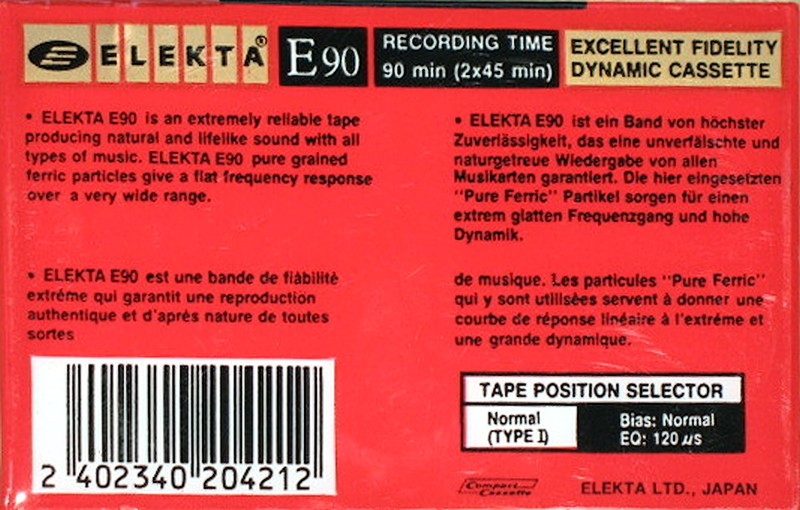 ELEKTA® E90 RECORDING TIME
90 min (2x45 min) EXCELLENT FIDELITY
DYNAMIC CASSETTE
• ELEKTA E90 is an extremely reliable tape
producing natural and lifelike sound with all
types of music. ELEKTA E90 pure grained
ferric particles give a flat frequency response
over a very wide range.
• ELEKTA E90 ist ein Band von höchster
Zuverlässigkeit, das eine unverfälschte und
naturgetreue Wiedergabe von allen
Musikarten garantiert. Die hier eingesetzten
"Pure Ferric" Partikel sorgen für einen
extrem glatten Frequenzgang und hohe
Dynamik.
• ELEKTA E90 est une bande de fiàbilité
extréme qui garantit une reproduction
authentique et d'aprés nature de toutes
sortes
de musique. Les particules "Pure Ferric"
qui y sont utilisées servent à donner une
courbe de réponse linéaire à l'extréme et
une grande dynamique.
2 402340 204212
TAPE POSITION SELECTOR
Normal
(TYPE I)
Bias: Normal
EQ: 120 µs
Compact
Cassette
ELEKTA LTD., JAPAN